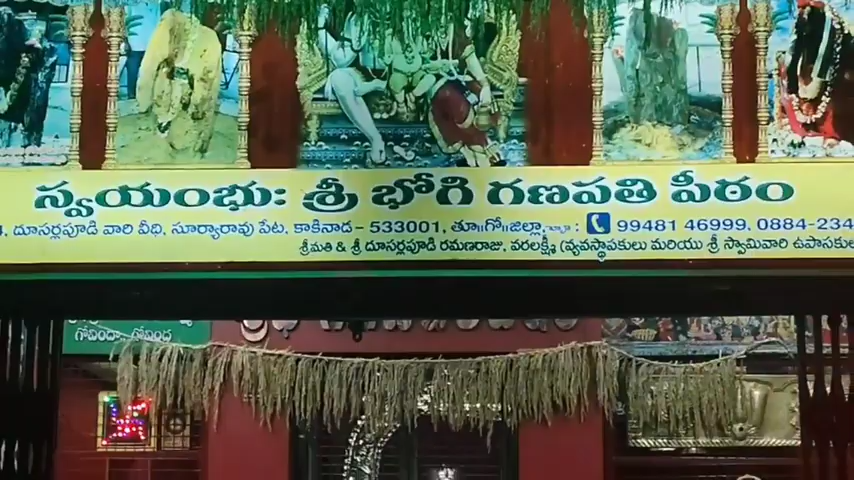 స్వయంభుః శ్రీ భోగి గణపతి పీఠం
దూసర్లపూడి వారి వీధి, సూర్యారావు పేట, కాకినాడ - 533001, తూ॥గో॥జిల్లా, 99481 46999, 0884-234
శ్రీమతి & శ్రీ దూసర్లపూడి రమణరాజు, వరలక్ష్మి (వ్యవస్థాపకులు మరియు శ్రీ స్వామివారి ఉపాసకుల
గోవిందా.. గోవింద